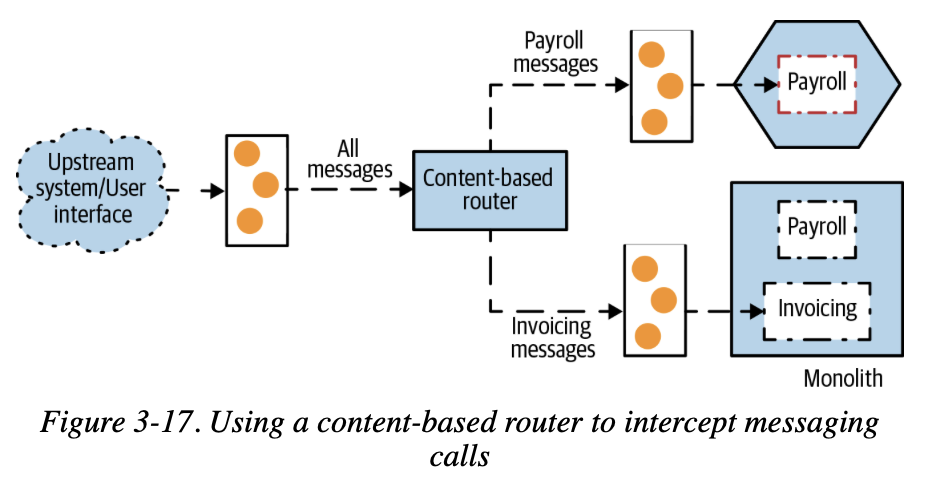 Upstream
system/User
interface
All
messages
Content-based
router
Payroll
messages
Payroll
Payroll
Invoicing
Invoicing
messages
Monolith
Figure 3-17. Using a content-based router to intercept messaging
calls